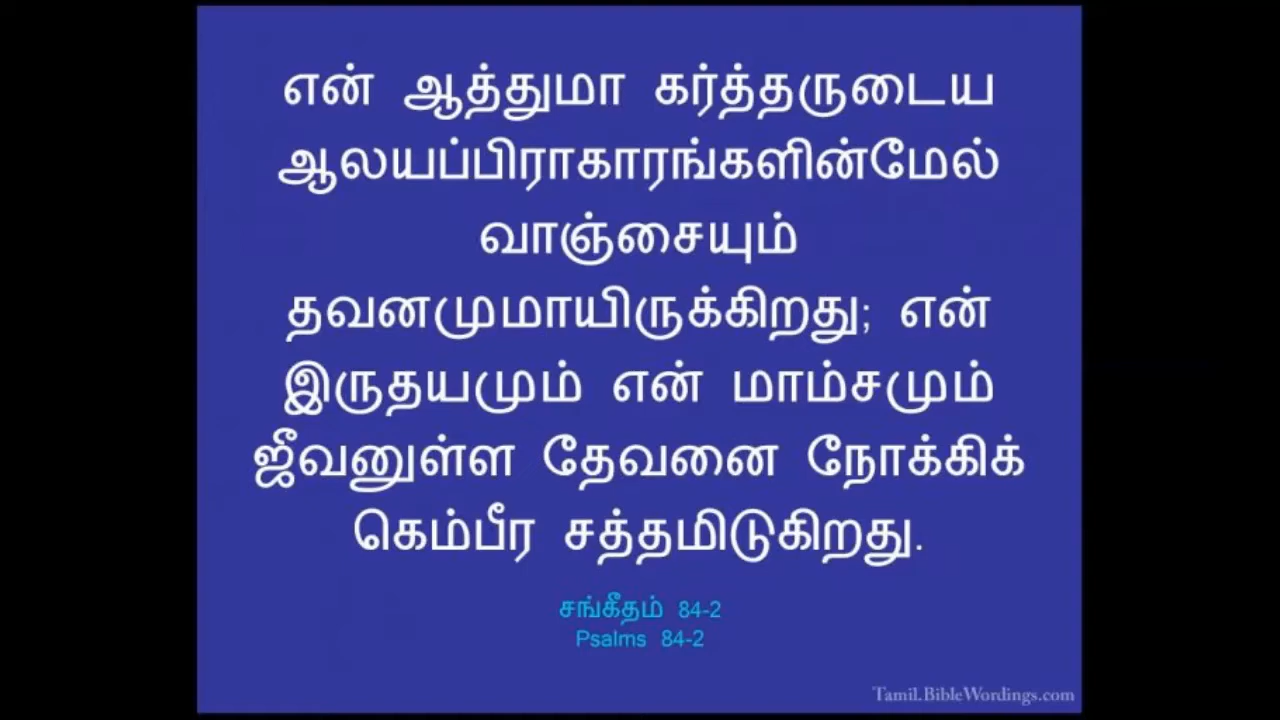 என் ஆத்துமா கர்த்தருடைய
ஆலயப்பிராகாரங்களின்மேல்
வாஞ்சையும்
தவனமுமாயிருக்கிறது; என்
இருதயமும் என் மாம்சமும்
ஜீவனுள்ள தேவனை நோக்கிக்
கெம்பீர சத்தமிடுகிறது.
சங்கீதம் 84-2
Psalms 84-2
Tamil.BibleWordings.com